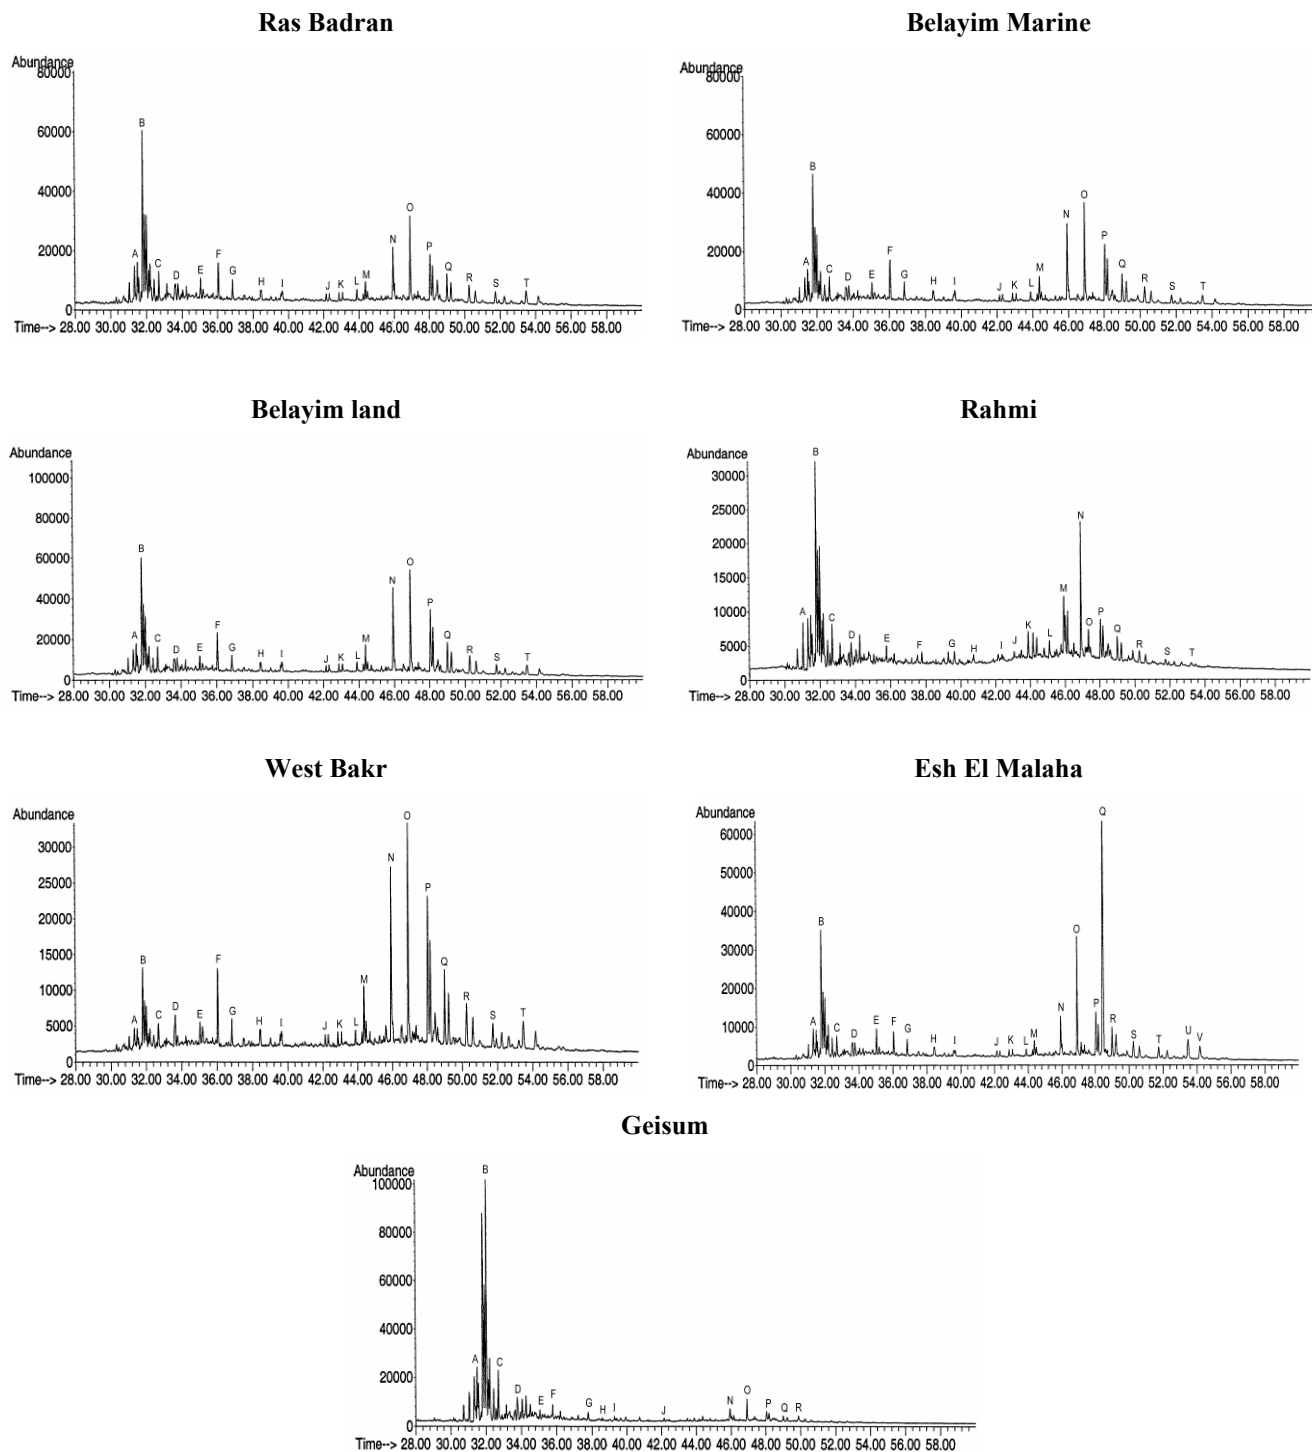 Ras Badran
Abundance
80000
60000
40000
20000
0
B
A
C
D
E
F
G
H
I
J
K
L
M
N
O
P
Q
R
S
T
Time--> 28.00 30.00 32.00 34.00 36.00 38.00 40.00 42.00 44.00 46.00 48.00 50.00 52.00 54.00 56.00 58.00
Belayim Marine
Abundance
80000
60000
40000
20000
0
B
A
C
D
E
F
G
H
I
J
K
L
M
N
O
P
Q
R
S
T
Time--> 28.00 30.00 32.00 34.00 36.00 38.00 40.00 42.00 44.00 46.00 48.00 50.00 52.00 54.00 56.00 58.00
Belayim land
Abundance
100000
80000
60000
40000
20000
0
B
A
C
D
E
F
G
H
I
J
K
L
M
N
O
P
Q
R
S
T
Time--> 28.00 30.00 32.00 34.00 36.00 38.00 40.00 42.00 44.00 46.00 48.00 50.00 52.00 54.00 56.00 58.00
Rahmi
Abundance
30000
25000
20000
15000
10000
5000
0
B
A
C
D
E
F
G
H
I
J
K
L
M
N
O
P
Q
R
S
T
Time--> 28.00 30.00 32.00 34.00 36.00 38.00 40.00 42.00 44.00 46.00 48.00 50.00 52.00 54.00 56.00 58.00
West Bakr
Abundance
30000
25000
20000
15000
10000
5000
0
A
B
C
D
E
F
G
H
I
J
K
L
M
N
O
P
Q
R
S
T
Time--> 28.00 30.00 32.00 34.00 36.00 38.00 40.00 42.00 44.00 46.00 48.00 50.00 52.00 54.00 56.00 58.00
Esh El Malaha
Abundance
60000
50000
40000
30000
20000
10000
0
A
B
C
D
E
F
G
H
I
J
K
L
M
N
O
P
Q
R
S
T
U
V
Time--> 28.00 30.00 32.00 34.00 36.00 38.00 40.00 42.00 44.00 46.00 48.00 50.00 52.00 54.00 56.00 58.00
Geisum
Abundance
100000
80000
60000
40000
20000
0
A
B
C
D
E
F
G
H
I
J
N
O
P
Q
R
Time--> 28.00 30.00 32.00 34.00 36.00 38.00 40.00 42.00 44.00 46.00 48.00 50.00 52.00 54.00 56.00 58.00